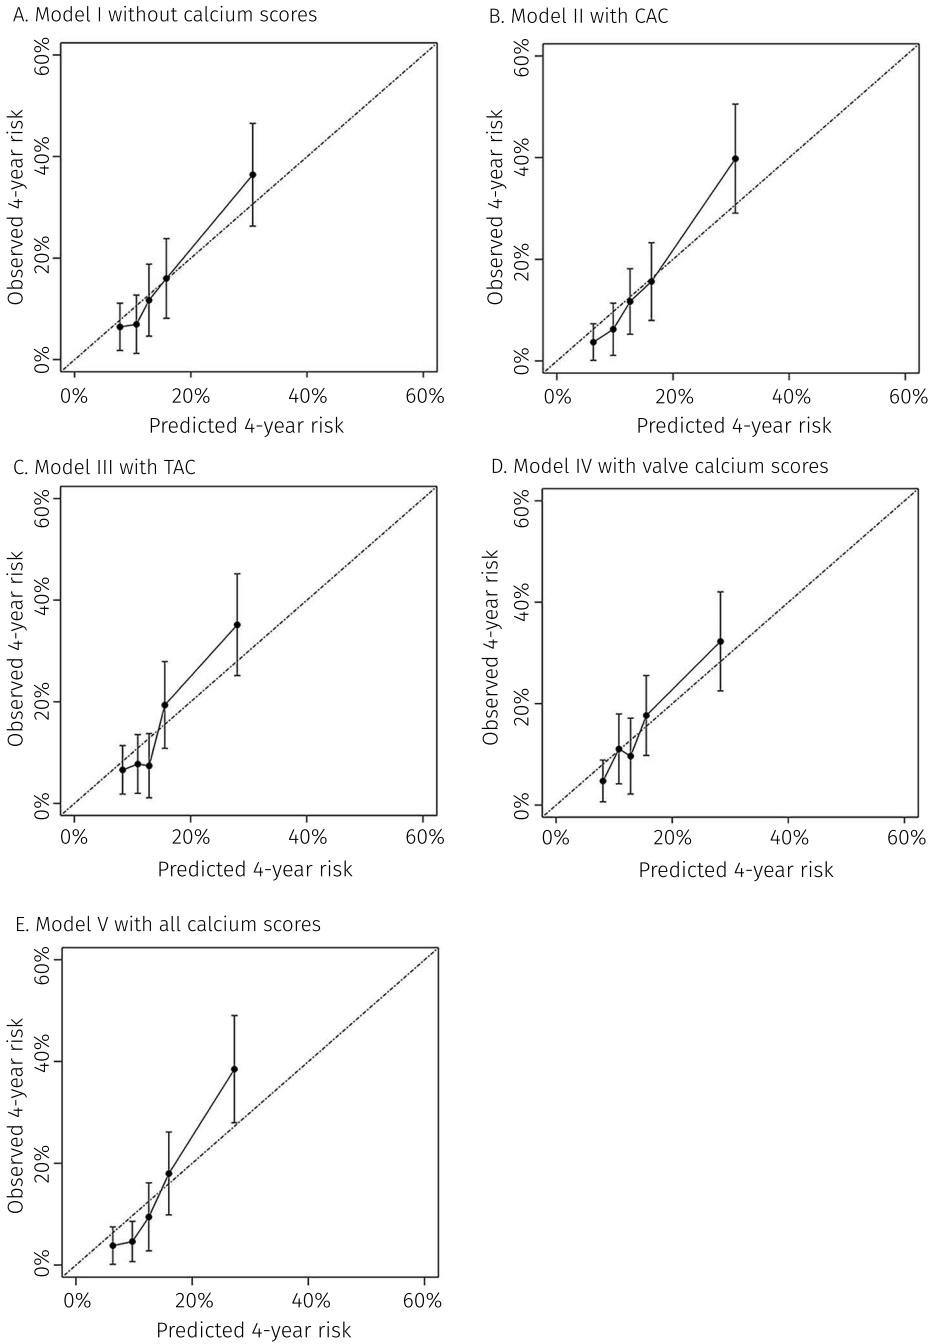 A. Model I without calcium scores
Observed 4-year risk
60%
40%
20%
0%
0% 20% 40% 60%
Predicted 4-year risk
B. Model II with CAC
Observed 4-year risk
60%
40%
20%
0%
0% 20% 40% 60%
Predicted 4-year risk
C. Model III with TAC
Observed 4-year risk
60%
40%
20%
0%
0% 20% 40% 60%
Predicted 4-year risk
D. Model IV with valve calcium scores
Observed 4-year risk
60%
40%
20%
0%
0% 20% 40% 60%
Predicted 4-year risk
E. Model V with all calcium scores
Observed 4-year risk
60%
40%
20%
0%
0% 20% 40% 60%
Predicted 4-year risk